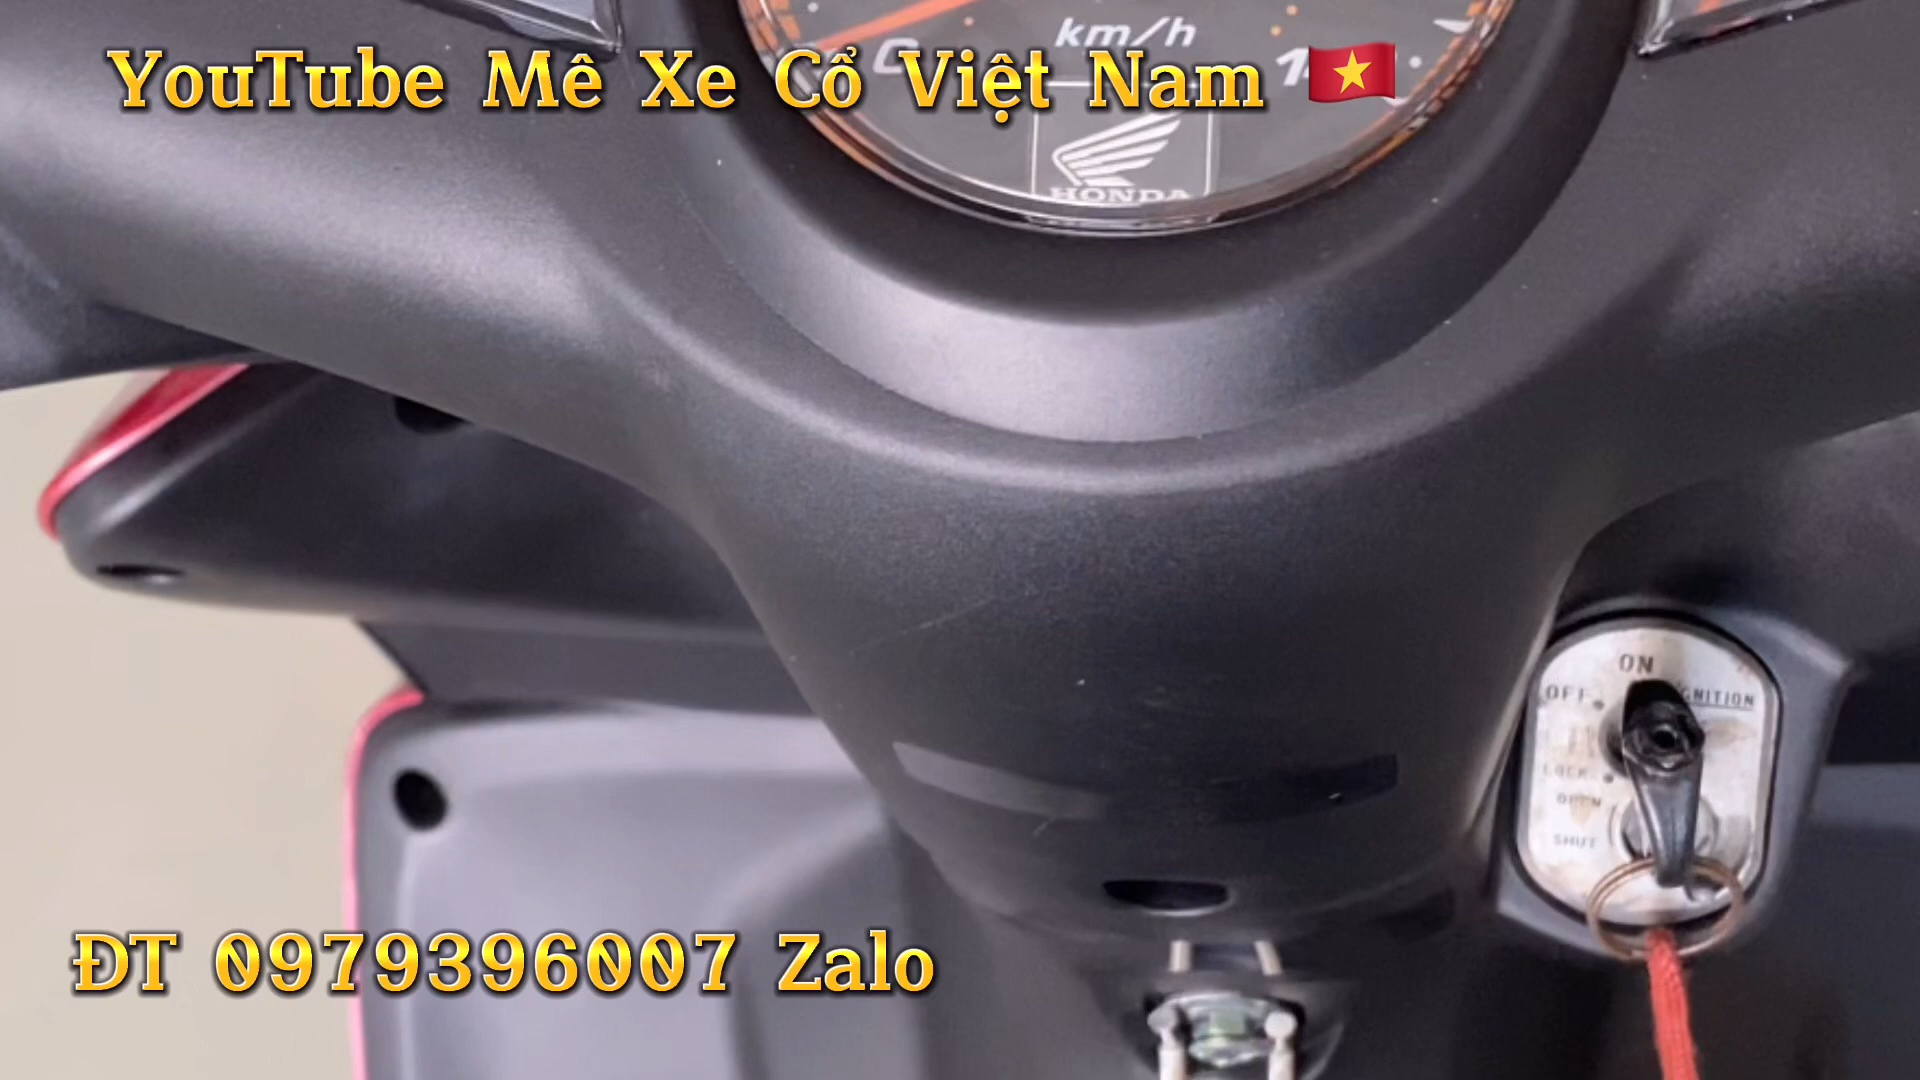 km/h
YouTube Mê Xe Cổ Việt Nam
HONDA
ON
OFF
IGNITION
LOCK
OPEN
SHUT
ĐT 0979396007 Zalo